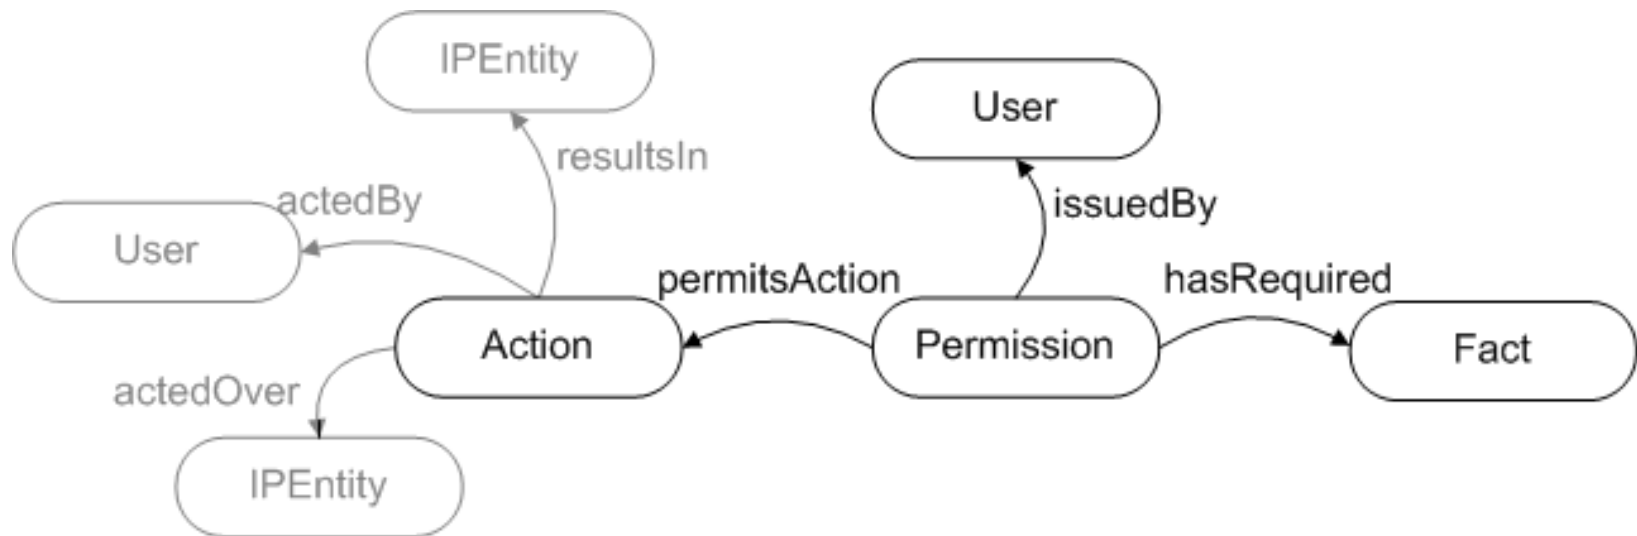 IPEntity
User
resultsIn
actedBy
issuedBy
User
permitsAction
hasRequired
Action
Permission
Fact
actedOver
IPEntity